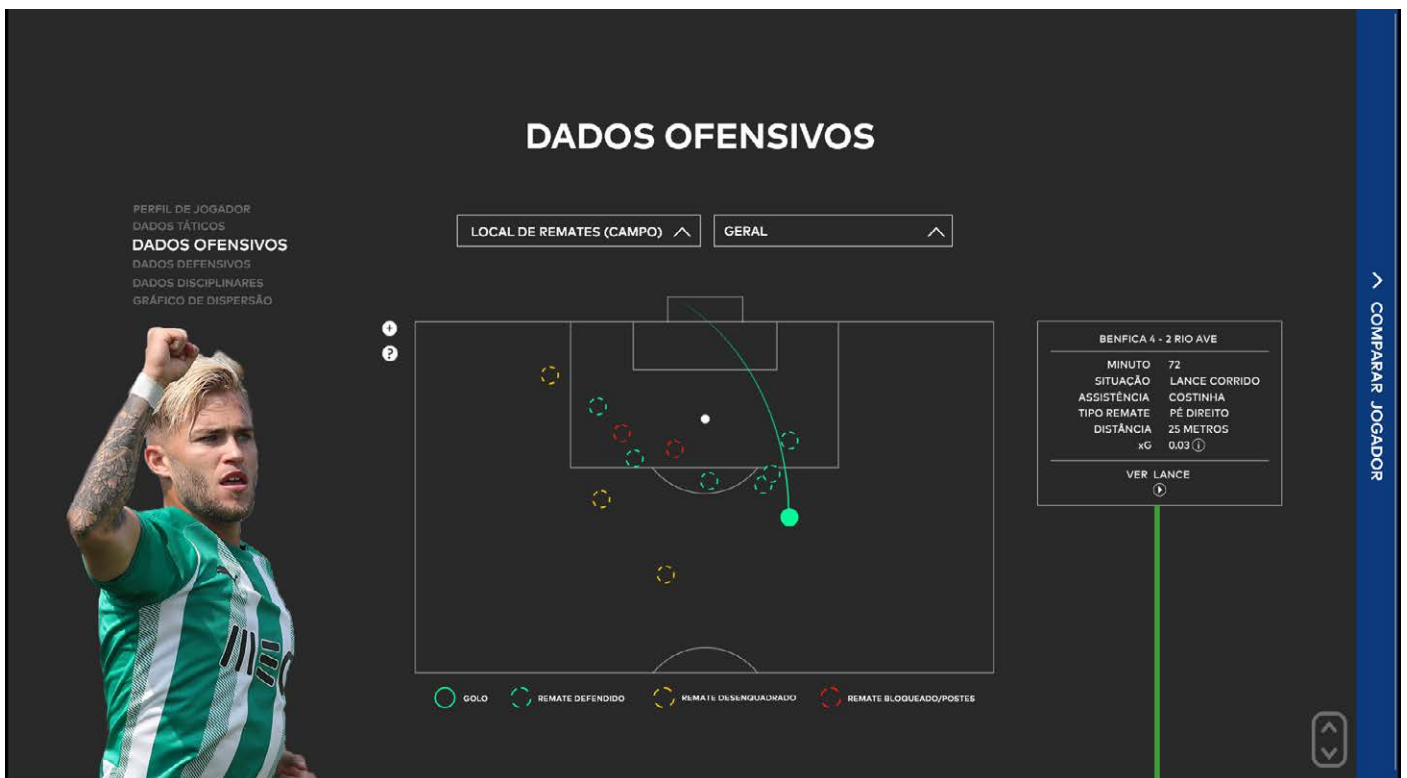 DADOS OFENSIVOS
PERFIL DE JOGADOR
DADOS TÁTICOS
DADOS OFENSIVOS
DADOS DEFENSIVOS
DADOS DISCIPLINARES
GRÁFICO DE DISPERSÃO
LOCAL DE REMATES (CAMPO)
GERAL
+
?
BENFICA 4 - 2 RIO AVE
MINUTO 72
SITUAÇÃO LANCE CORRIDO
ASSISTÊNCIA COSTINHA
TIPO REMATE PÉ DIREITO
DISTÂNCIA 25 METROS
xG 0.03 i
VER LANCE
GOLO
REMATE DEFENDIDO
REMATE DESENQUADRADO
REMATE BLOQUEADO/POSTES
COMPARAR JOGADOR